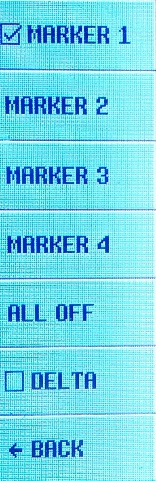 ☑ MARKER 1
MARKER 2
MARKER 3
MARKER 4
ALL OFF
☐ DELTA
← BACK